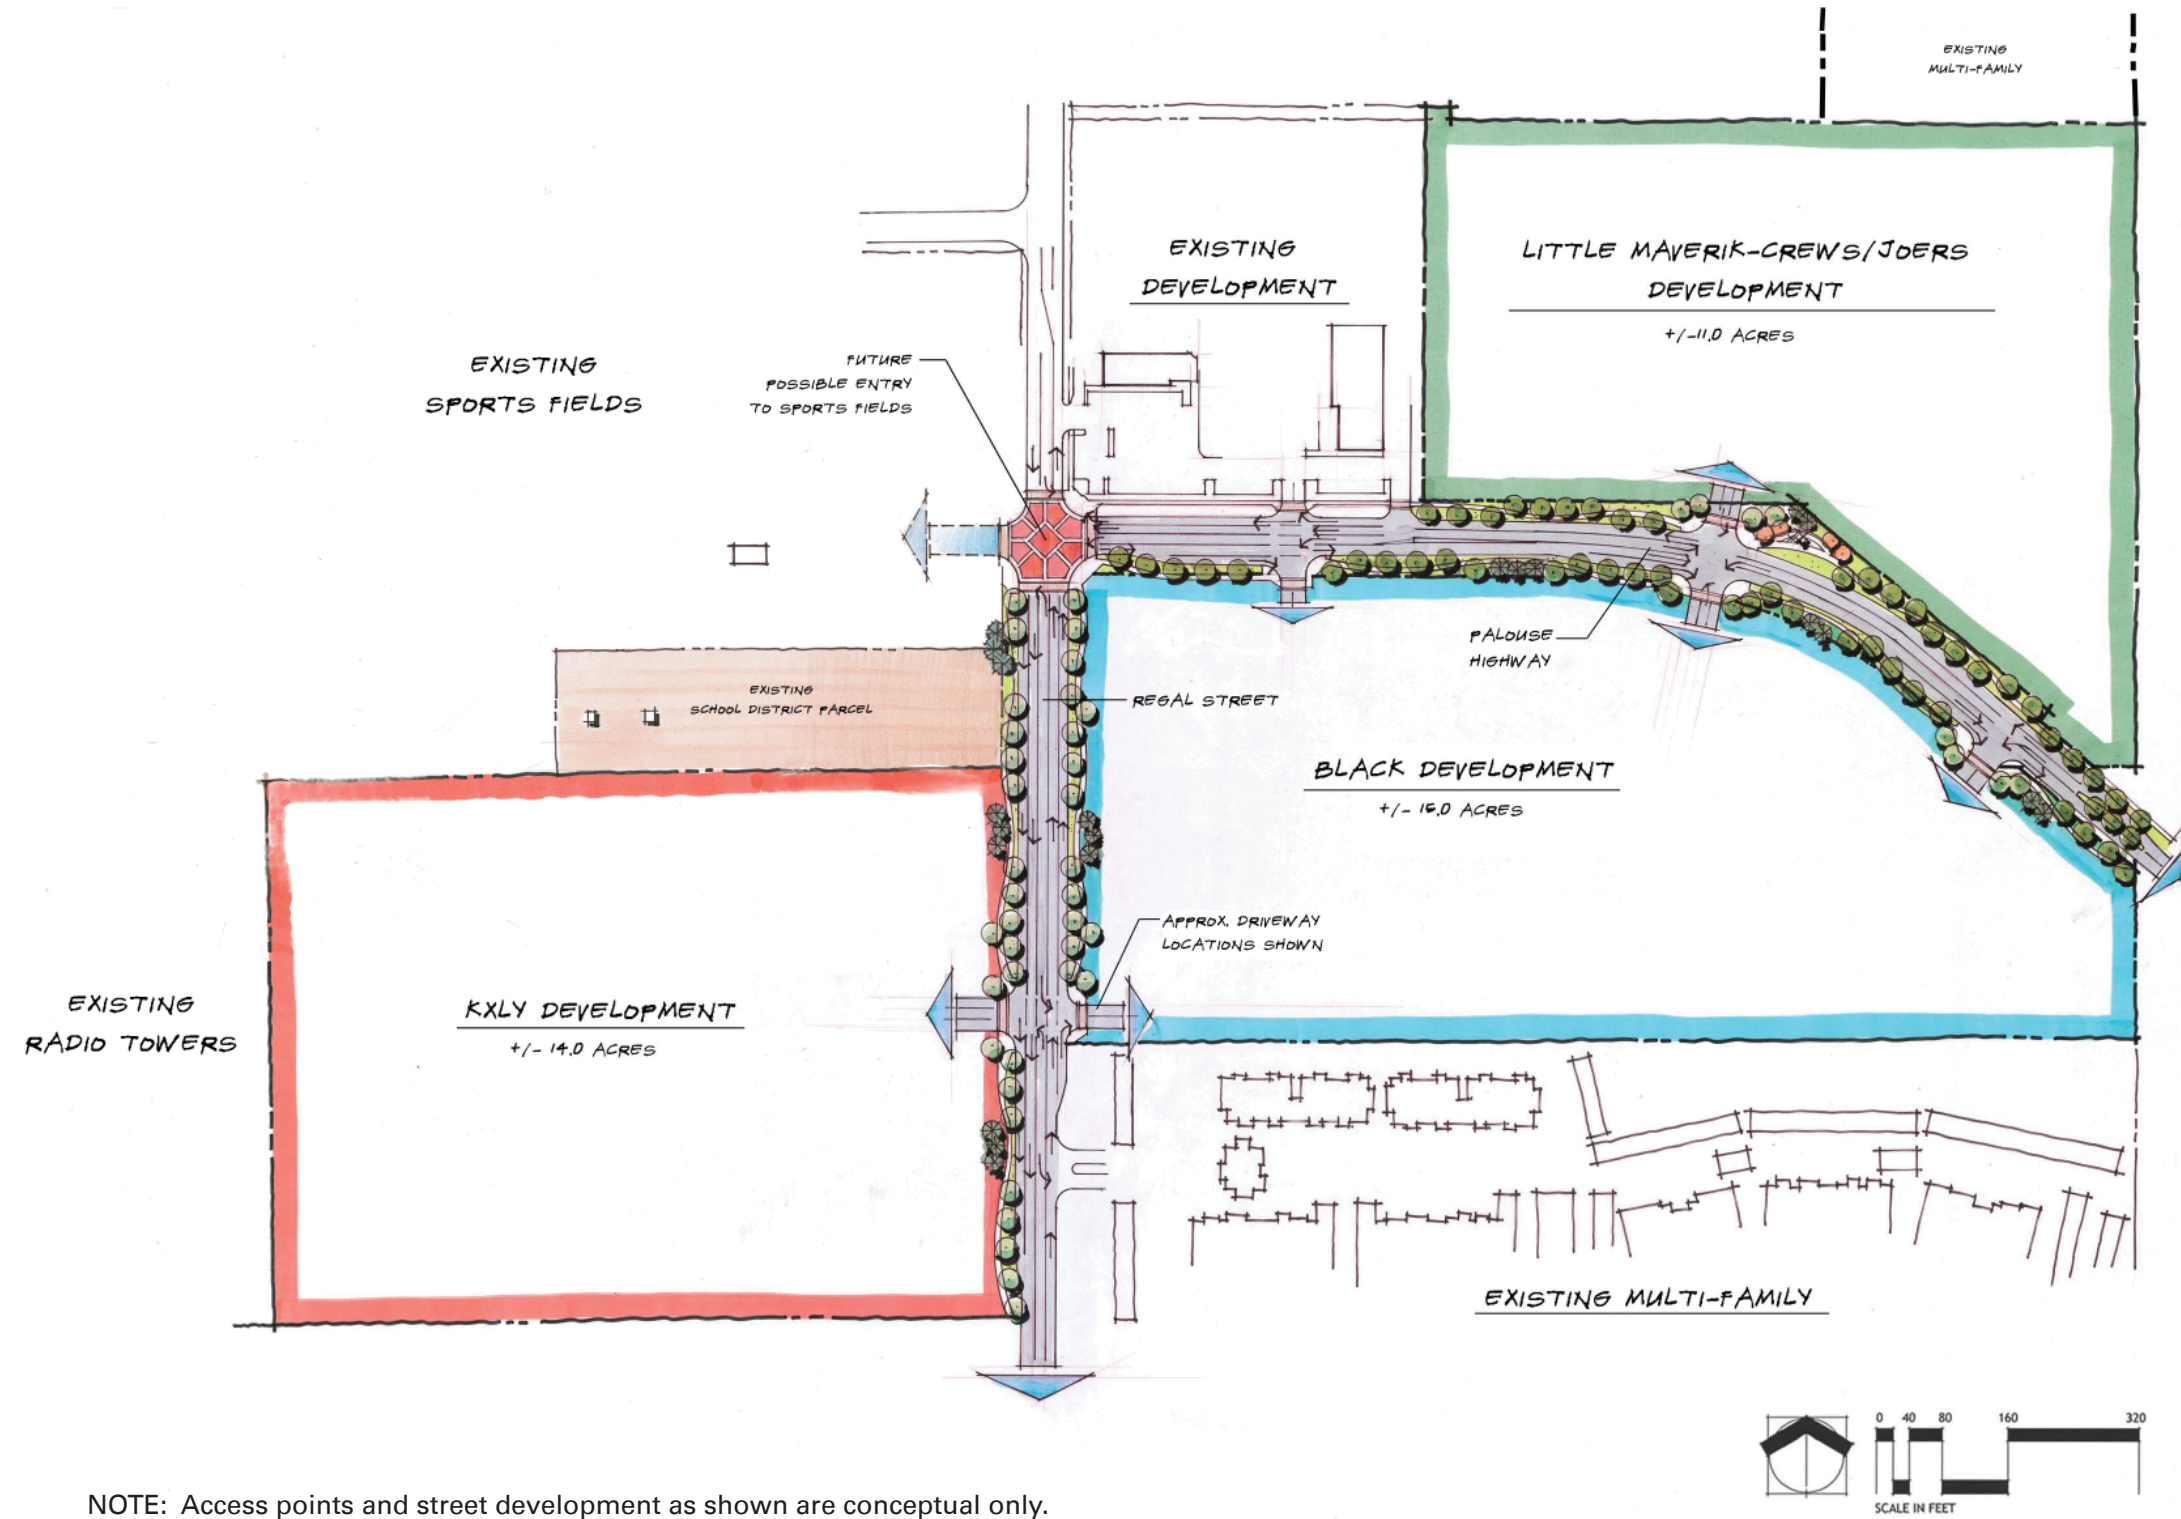 EXISTING
MULTI-FAMILY
EXISTING
DEVELOPMENT
LITTLE MAVERIK-CREWS/JOERS
DEVELOPMENT
+/-11.0 ACRES
EXISTING
SPORTS FIELDS
FUTURE
POSSIBLE ENTRY
TO SPORTS FIELDS
PALOUSE
HIGHWAY
EXISTING
SCHOOL DISTRICT PARCEL
REGAL STREET
BLACK DEVELOPMENT
+/- ACRES
APPROX. DRIVEWAY
LOCATIONS SHOWN
EXISTING
RADIO TOWERS
KXLY DEVELOPMENT
+/- 14.0 ACRES
EXISTING MULTI-FAMILY
0 40 80 160 320
SCALE IN FEET
NOTE: Access points and street development as shown are conceptual only.